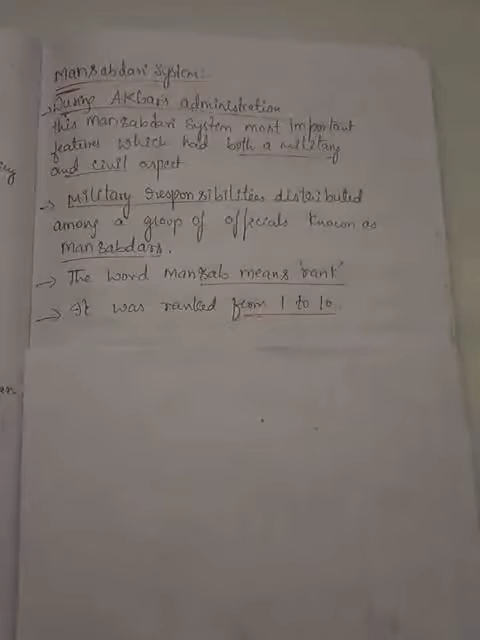 Mansabdari System:
→ During AKbar's administration
this Mansabdari System most important
features which had both a military
and civil aspect
→ Military responsibilities distributed
among a group of officials known as
Mansabdars.
→ The word Mansab means 'rank'
→ It was ranked from 1 to 10.